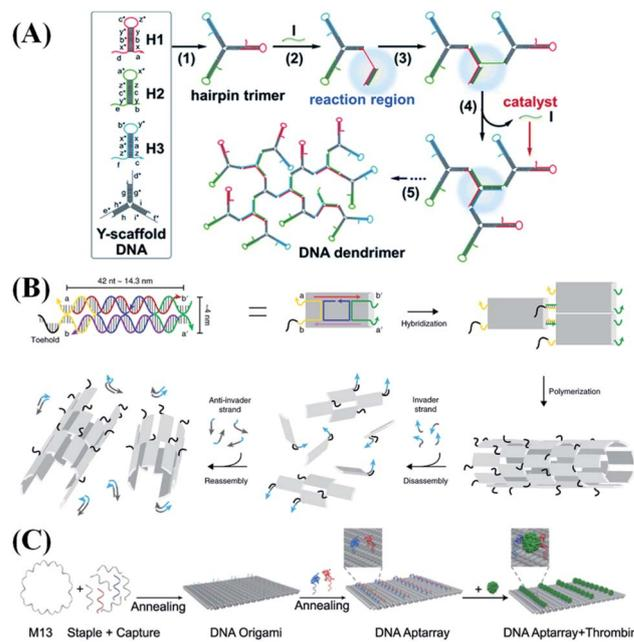 (A)
H1
H2
H3
Y-scaffold
DNA
(1)
hairpin trimer
I
(2)
reaction region
(3)
(4)
catalyst
I
(5)
DNA dendrimer
(B)
42 nt ~ 14.3 nm
a
b'
b
a'
~4 nm
Toehold
=
a
b'
b
a'
Hybridization
Polymerization
Invader
strand
Disassembly
Anti-invader
strand
Reassembly
(C)
M13
+
Staple + Capture
Annealing
DNA Origami
Annealing
DNA Aptarray
+
DNA Aptarray+Thrombin